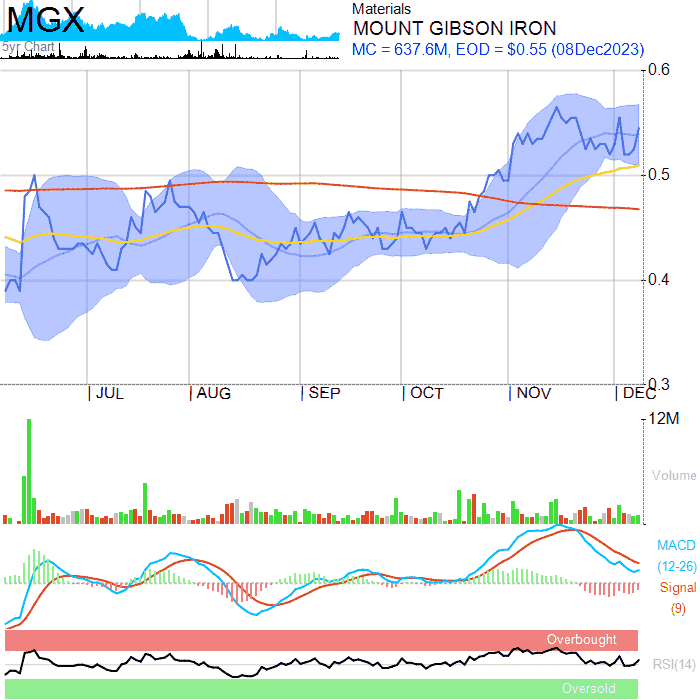 MGX
5yr Chart
Materials
MOUNT GIBSON IRON
MC = 637.6M, EOD = $0.55 (08Dec2023)
0.6
0.5
0.4
0.3
JUL AUG SEP OCT NOV DEC
12M
Volume
MACD
(12-26)
Signal
(9)
Overbought
RSI(14)
Oversold